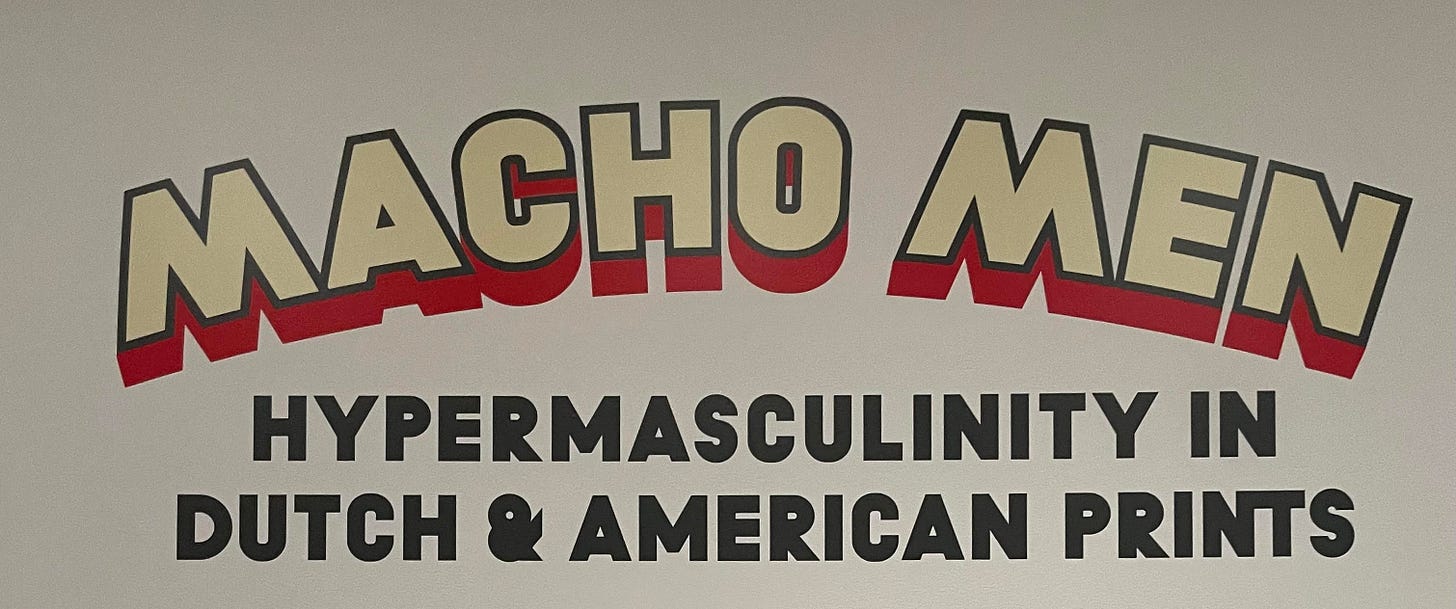 MACHO MEN
HYPERMASCULINITY IN
DUTCH & AMERICAN PRINTS